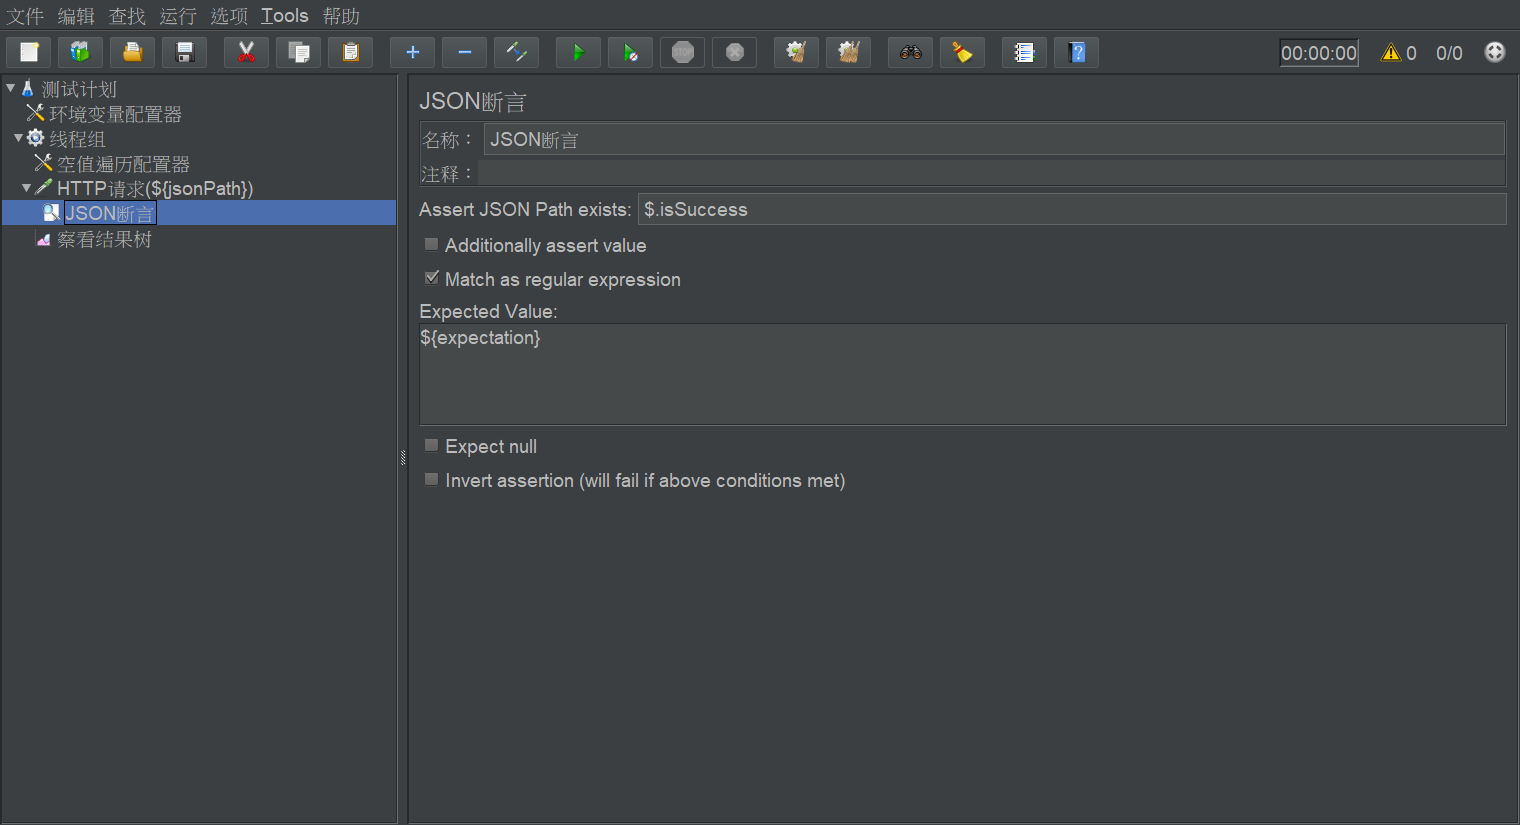 文件 编辑 查找 运行 选项 Tools 帮助
STOP 00:00:00 0 0/0
测试计划
环境变量配置器
线程组
空值遍历配置器
HTTP请求(${jsonPath})
JSON断言
察看结果树
JSON断言
名称： JSON断言
注释：
Assert JSON Path exists: $.isSuccess
Additionally assert value
Match as regular expression
Expected Value:
${expectation}
Expect null
Invert assertion (will fail if above conditions met)